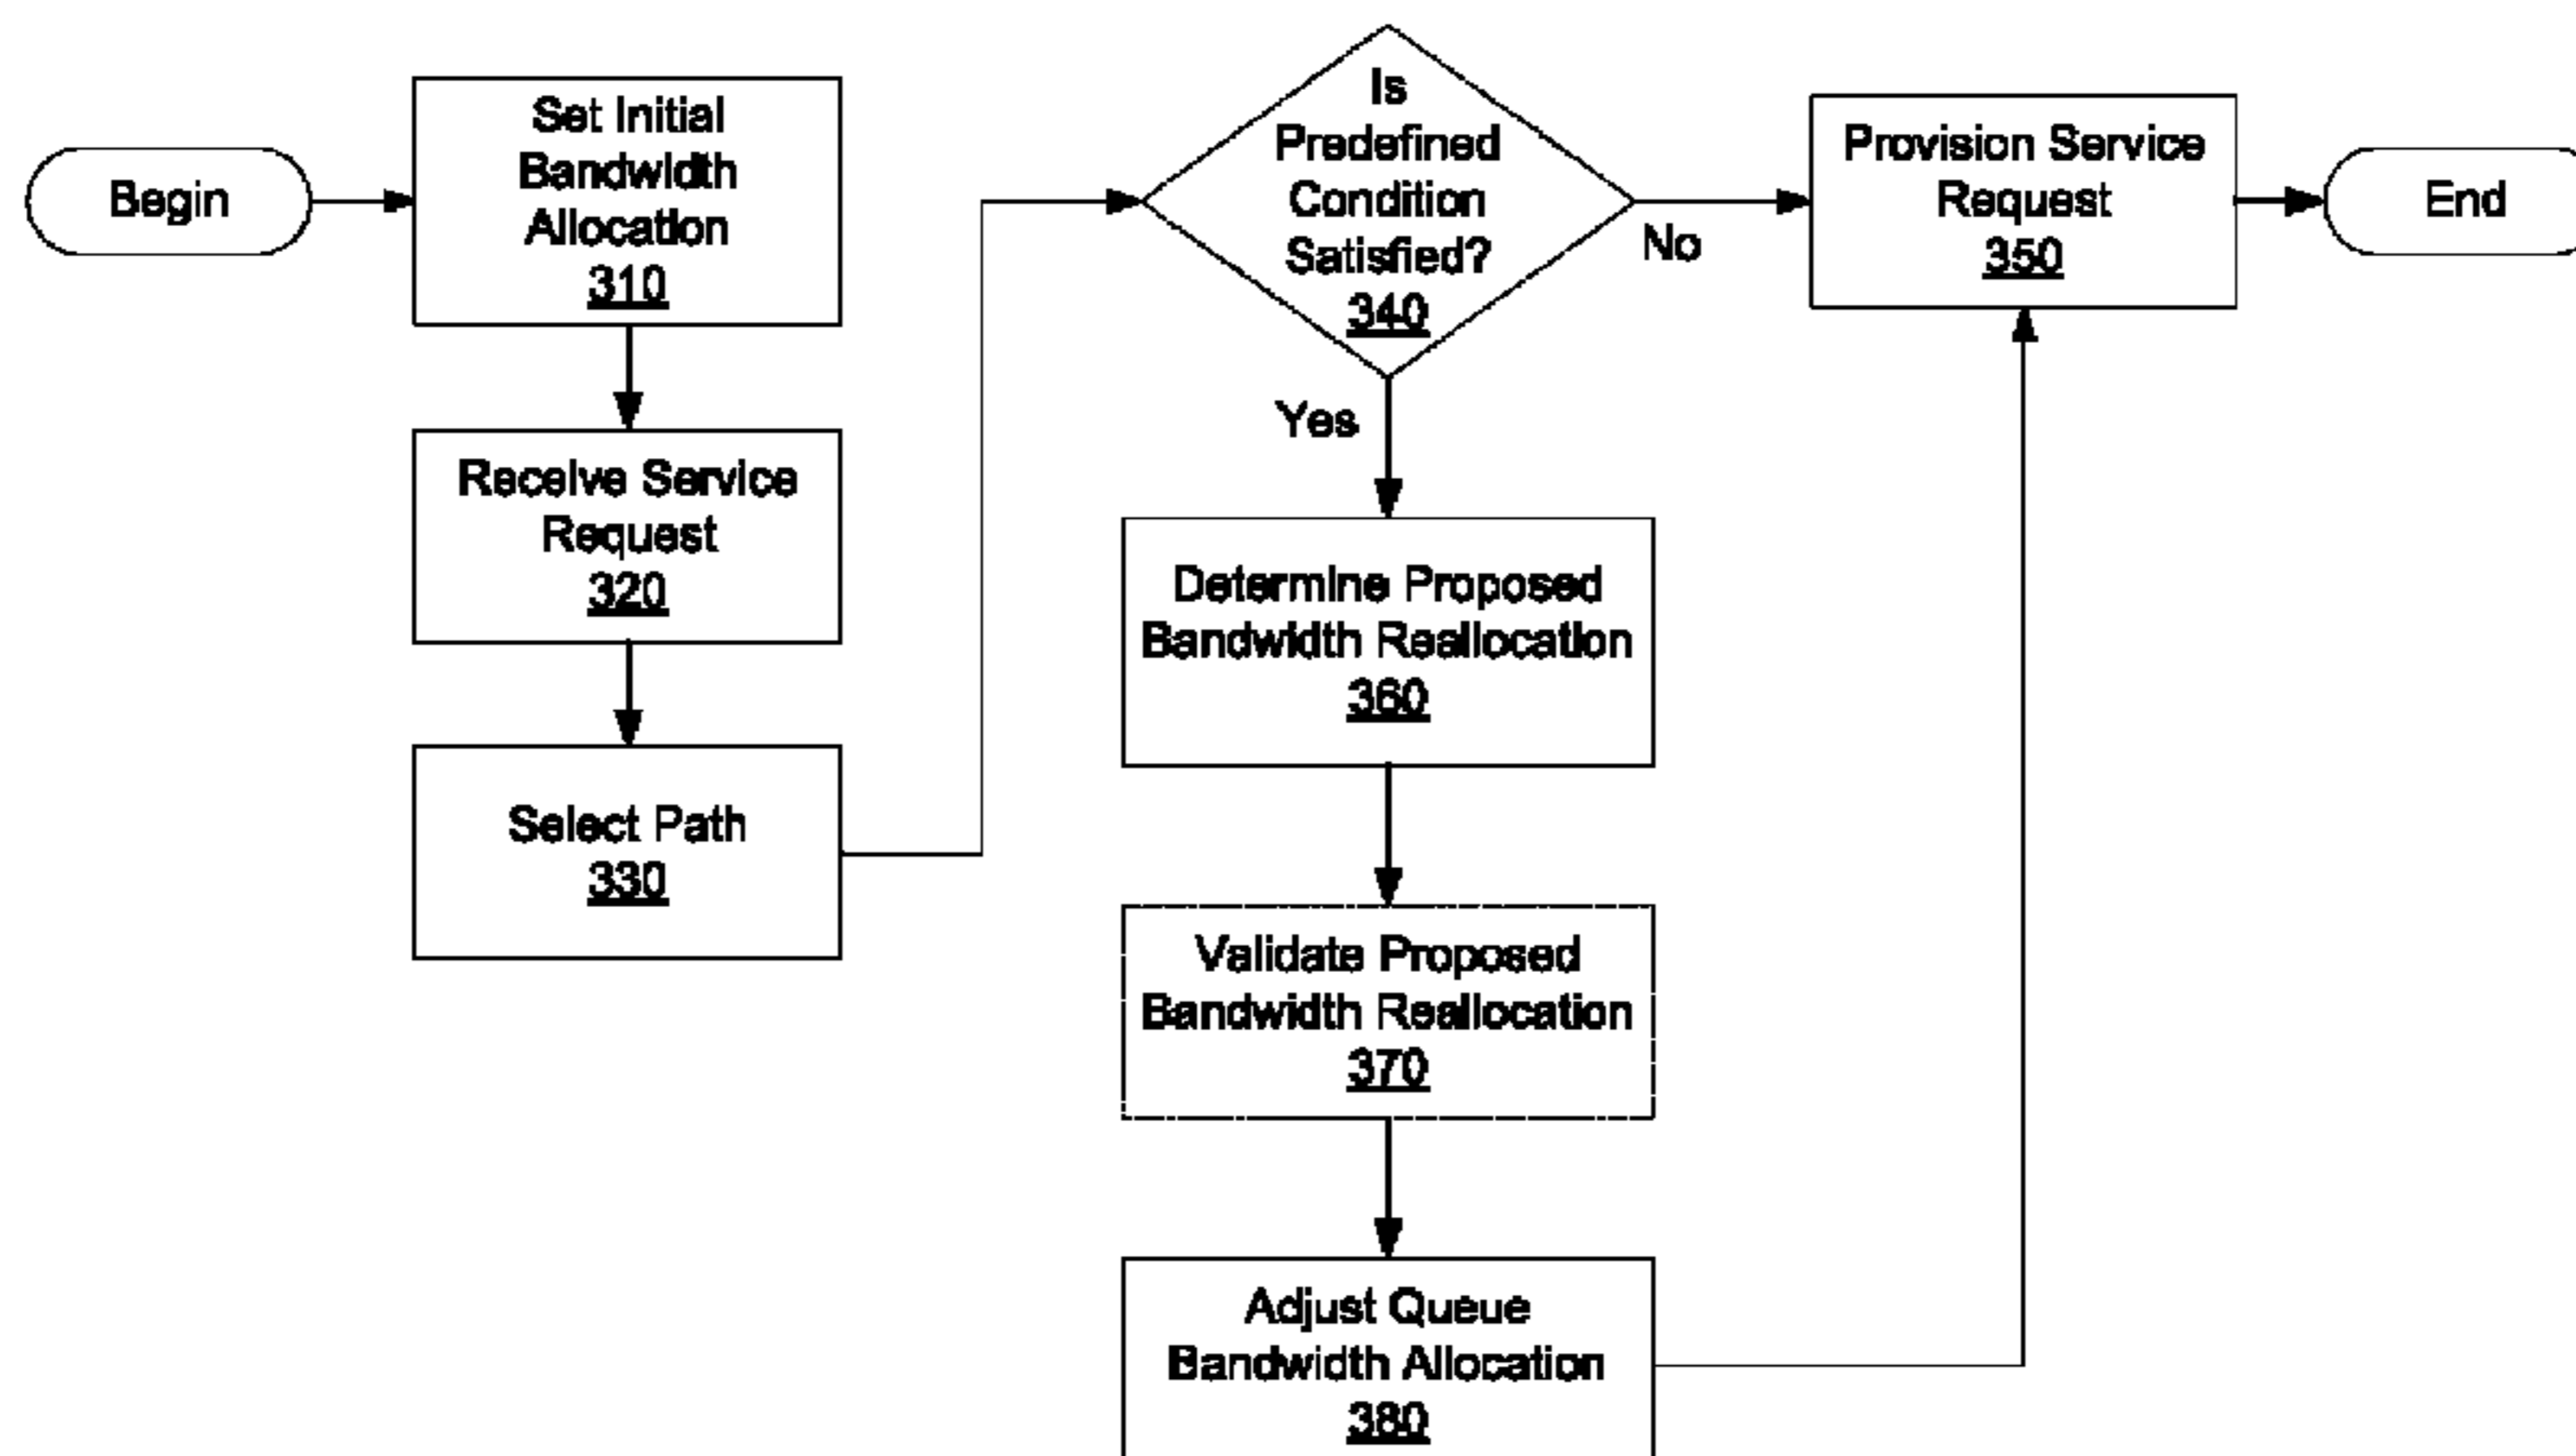 Begin
Set Initial
Bandwidth
Allocation
310
Receive Service
Request
320
Select Path
330
Is
Predefined
Condition
Satisfied?
340
No
Yes
Provision Service
Request
350
End
Determine Proposed
Bandwidth Reallocation
360
Validate Proposed
Bandwidth Reallocation
370
Adjust Queue
Bandwidth Allocation
380